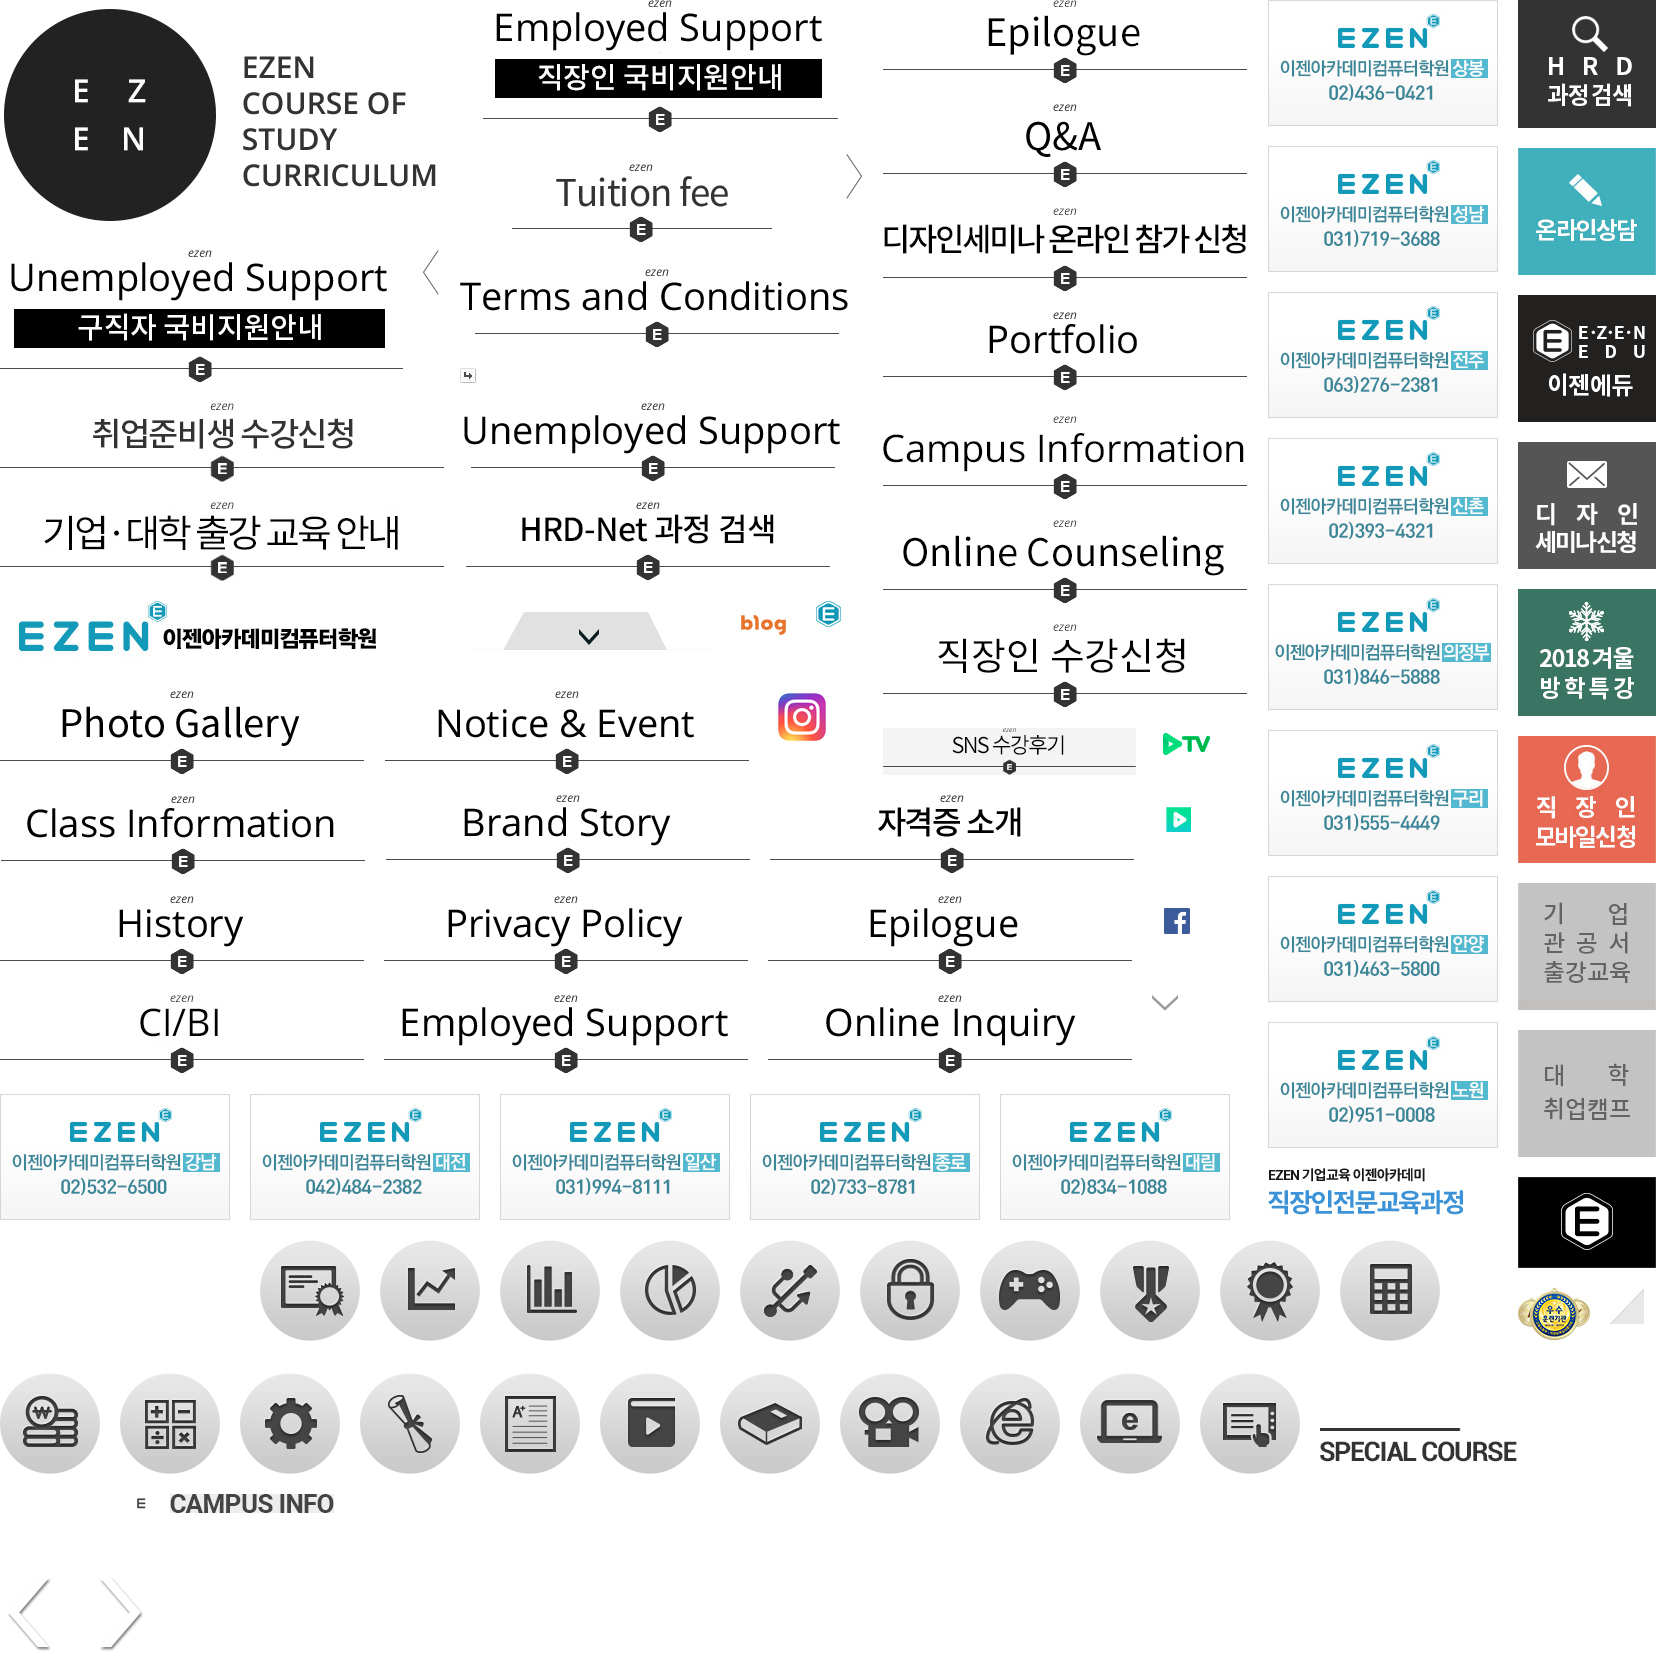 E Z
E N
EZEN
COURSE OF
STUDY
CURRICULUM
ezen
Unemployed Support
구직자 국비지원안내
E
ezen
취업준비생 수강신청
E
ezen
기업·대학 출강 교육 안내
E
EZEN E 이젠아카데미컴퓨터학원
ezen
Employed Support
직장인 국비지원안내
E
ezen
Tuition fee
E
ezen
Terms and Conditions
E
ezen
Unemployed Support
E
ezen
HRD-Net 과정 검색
E
blog
E
ezen
Epilogue
E
ezen
Q&A
E
ezen
디자인세미나 온라인 참가 신청
E
ezen
Portfolio
E
ezen
Campus Information
E
ezen
Online Counseling
E
ezen
직장인 수강신청
E
ezen
SNS 수강후기
E
TV
ezen
Photo Gallery
E
ezen
Notice & Event
E
ezen
Class Information
E
ezen
Brand Story
E
ezen
자격증 소개
E
ezen
History
E
ezen
Privacy Policy
E
ezen
Epilogue
E
ezen
CI/BI
E
ezen
Employed Support
E
ezen
Online Inquiry
E
EZEN E
이젠아카데미컴퓨터학원 상봉
02)436-0421
EZEN E
이젠아카데미컴퓨터학원 성남
031)719-3688
EZEN E
이젠아카데미컴퓨터학원 전주
063)276-2381
EZEN E
이젠아카데미컴퓨터학원 신촌
02)393-4321
EZEN E
이젠아카데미컴퓨터학원 의정부
031)846-5888
EZEN E
이젠아카데미컴퓨터학원 구리
031)555-4449
EZEN E
이젠아카데미컴퓨터학원 안양
031)463-5800
EZEN E
이젠아카데미컴퓨터학원 노원
02)951-0008
EZEN E
이젠아카데미컴퓨터학원 강남
02)532-6500
EZEN E
이젠아카데미컴퓨터학원 대전
042)484-2382
EZEN E
이젠아카데미컴퓨터학원 일산
031)994-8111
EZEN E
이젠아카데미컴퓨터학원 종로
02)733-8781
EZEN E
이젠아카데미컴퓨터학원 대림
02)834-1088
EZEN 기업교육 이젠아카데미
직장인전문교육과정
H R D
과정 검색
온라인상담
E E·Z·E·N
E D U
이젠에듀
디 자 인
세미나신청
2018 겨울
방 학 특 강
직 장 인
모바일신청
기 업
관 공 서
출강교육
대 학
취업캠프
E
우수
훈련기관
₩
A+
e
e
SPECIAL COURSE
E CAMPUS INFO